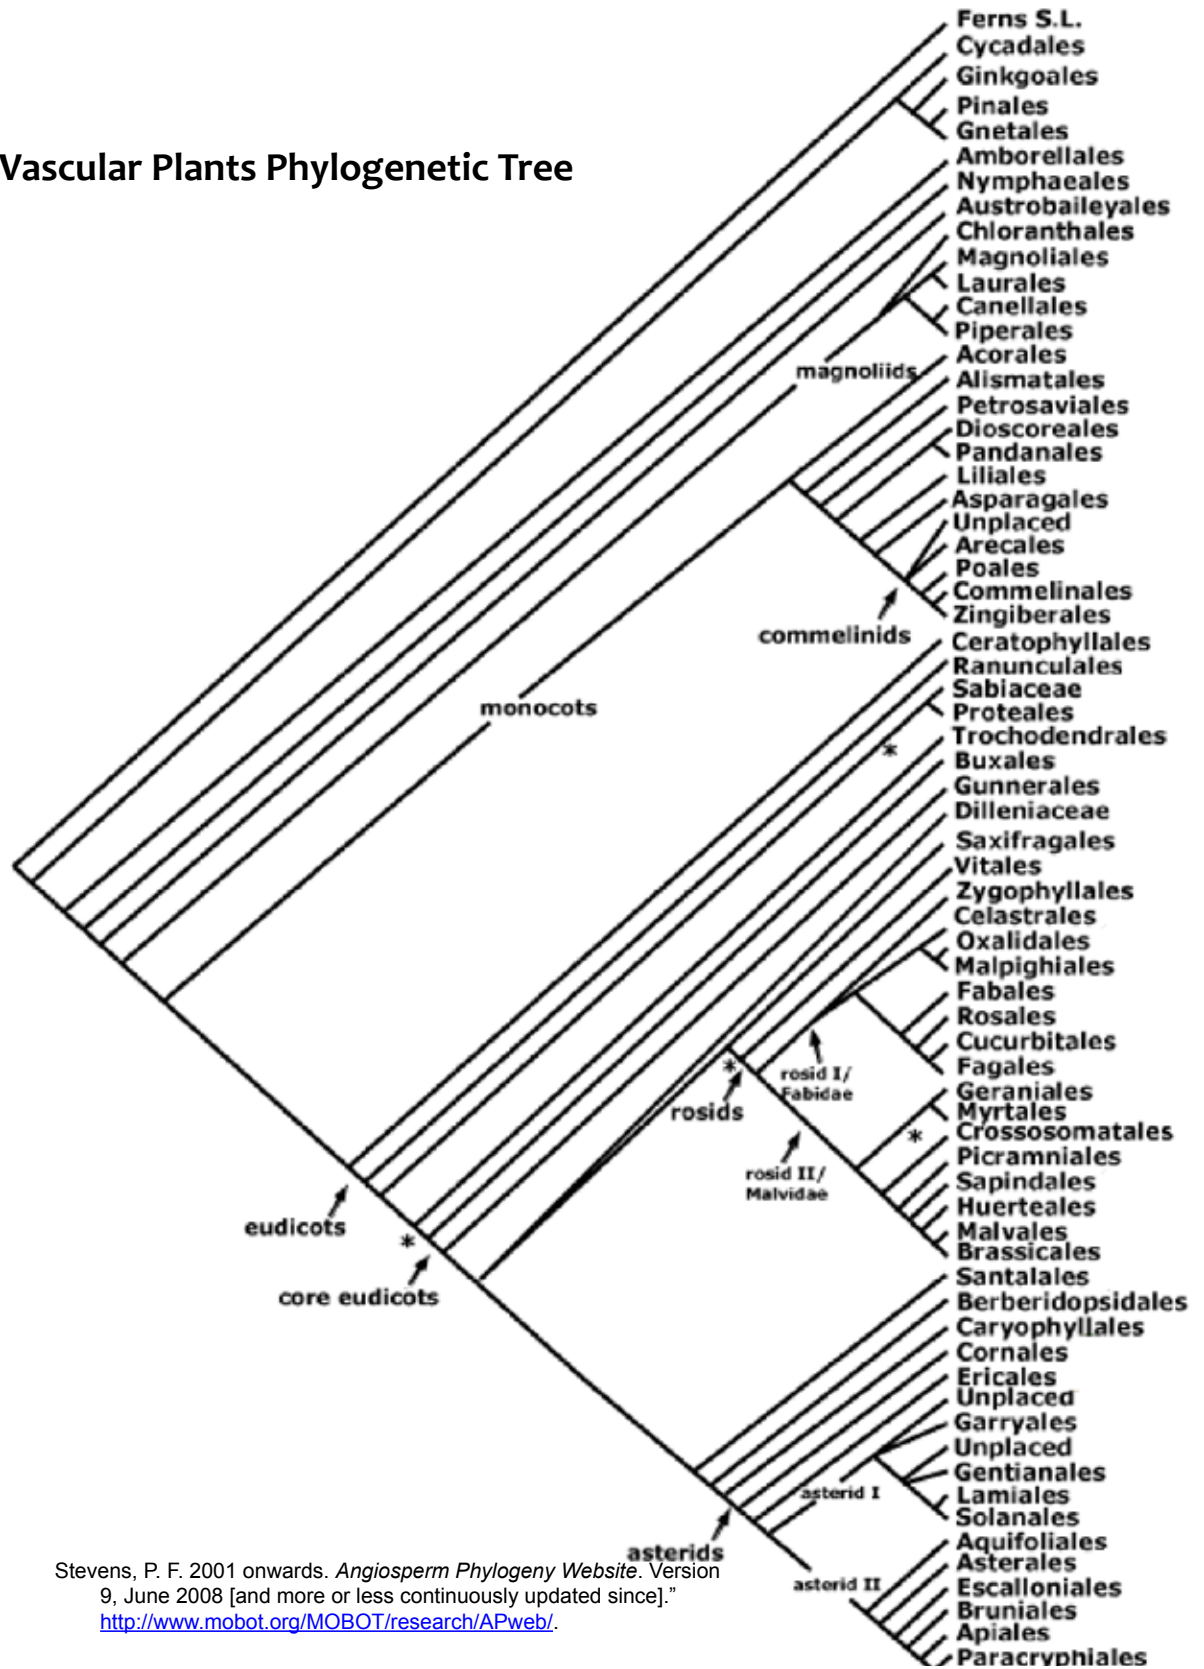 Vascular Plants Phylogenetic Tree
Ferns S.L.
Cycadales
Ginkgoales
Pinales
Gnetales
Amborellales
Nymphaeales
Austrobaileyales
Chloranthales
Magnoliales
Laurales
Canellales
Piperales
magnoliids
Acorales
Alismatales
Petrosaviales
Dioscoreales
Pandanales
Liliales
Asparagales
Unplaced
Arecales
Poales
Commelinales
Zingiberales
commelinids
monocots
Ceratophyllales
Ranunculales
Sabiaceae
Proteales
*
Trochodendrales
Buxales
Gunnerales
Dilleniaceae
Saxifragales
Vitales
Zygophyllales
Celastrales
Oxalidales
Malpighiales
Fabales
Rosales
Cucurbitales
Fagales
*
rosids
rosid I/
Fabidae
Geraniales
Myrtales
*
Crossosomatales
Picramniales
Sapindales
Huerteales
Malvales
Brassicales
rosid II/
Malvidae
eudicots
*
core eudicots
Santalales
Berberidopsidales
Caryophyllales
Cornales
Ericales
Unplaced
Garryales
Unplaced
Gentianales
Lamiales
Solanales
asterid I
asterids
asterid II
Aquifoliales
Asterales
Escalloniales
Bruniales
Apiales
Paracryphiales
Stevens, P. F. 2001 onwards. Angiosperm Phylogeny Website. Version
9, June 2008 [and more or less continuously updated since].”
http://www.mobot.org/MOBOT/research/APweb/.